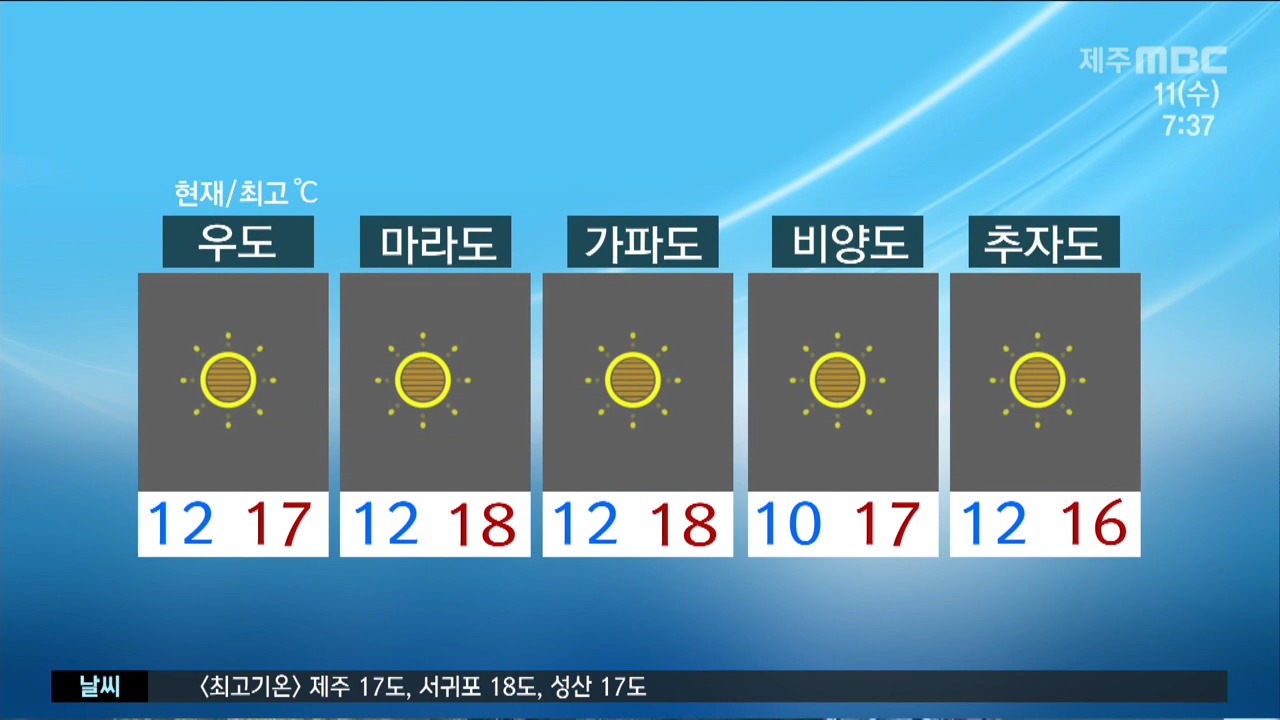 제주MBC
11(수)
7:37
현재/최고℃
우도 마라도 가파도 비양도 추자도
12 17 12 18 12 18 10 17 12 16
날씨 〈최고기온〉 제주 17도, 서귀포 18도, 성산 17도